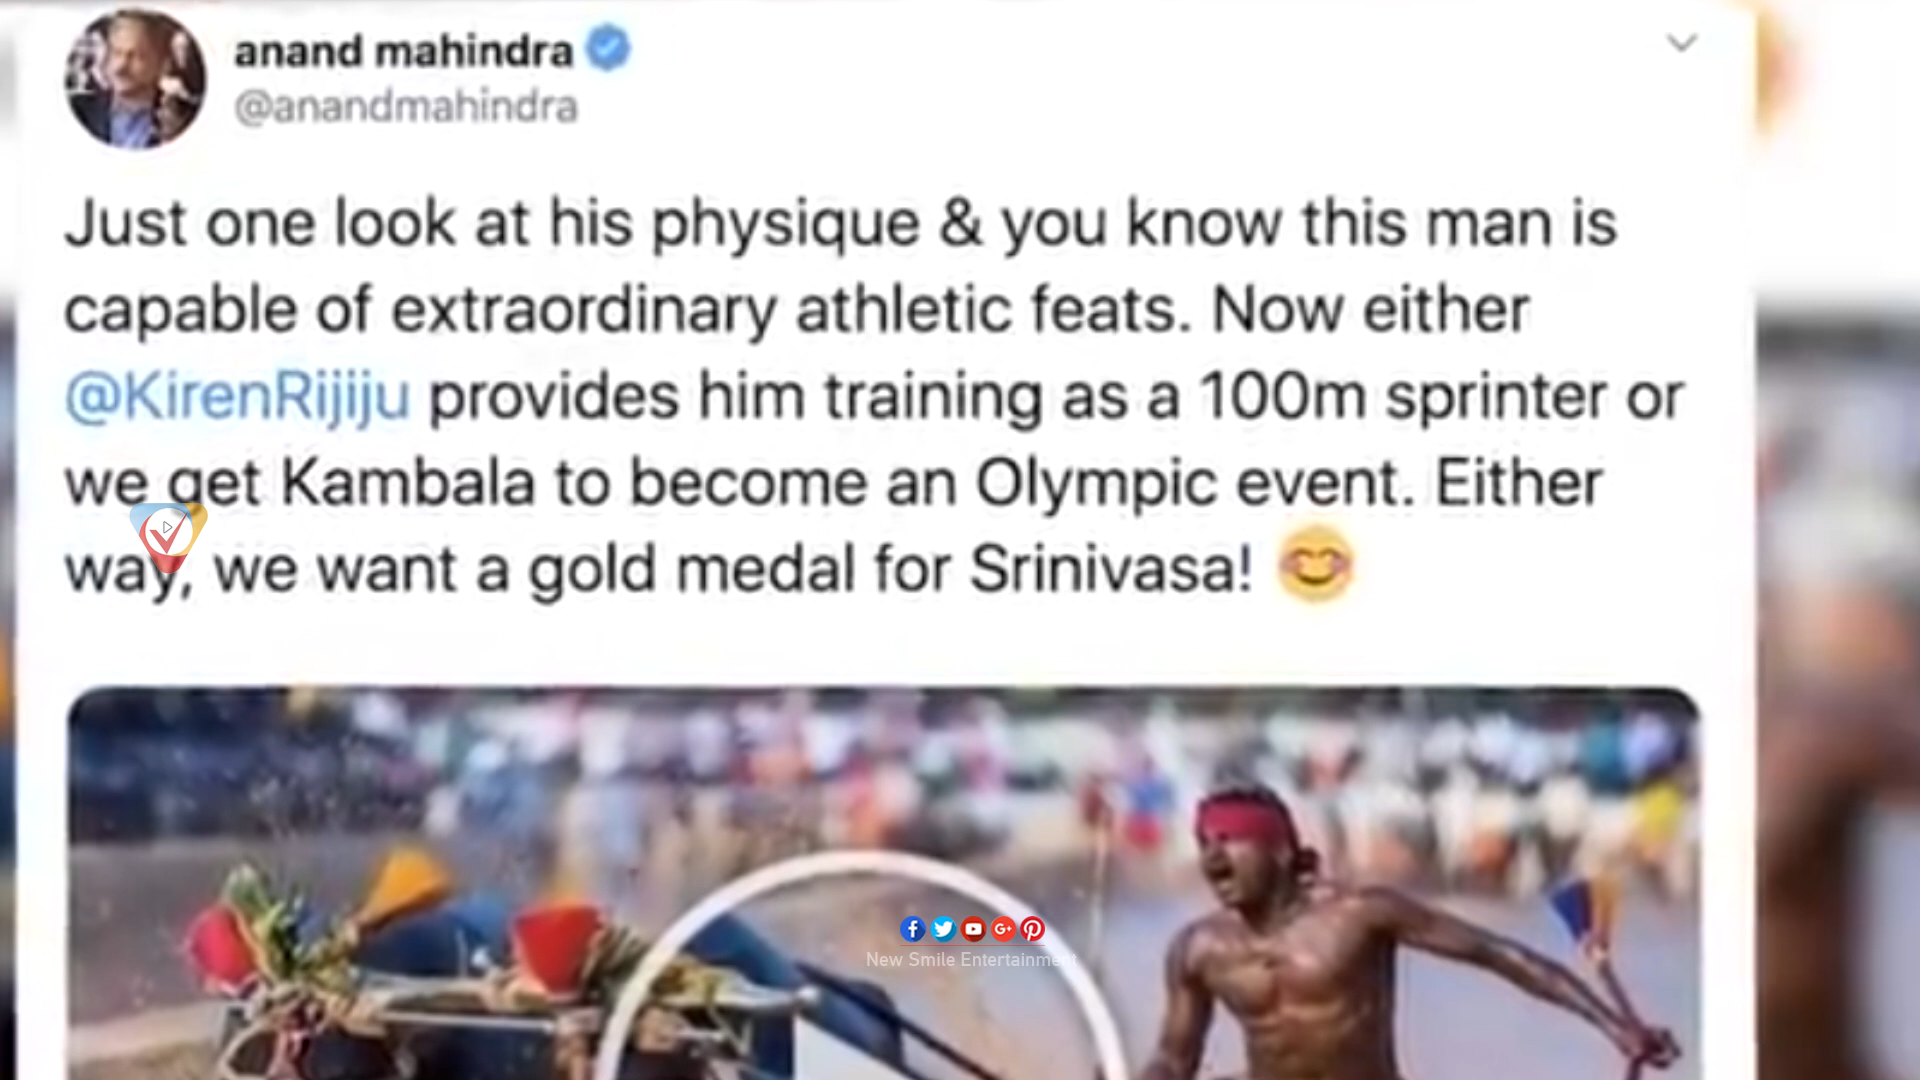 anand mahindra
@anandmahindra
Just one look at his physique & you know this man is
capable of extraordinary athletic feats. Now either
@KirenRijiju provides him training as a 100m sprinter or
we get Kambala to become an Olympic event. Either
way, we want a gold medal for Srinivasa! 😊
New Smile Entertainment